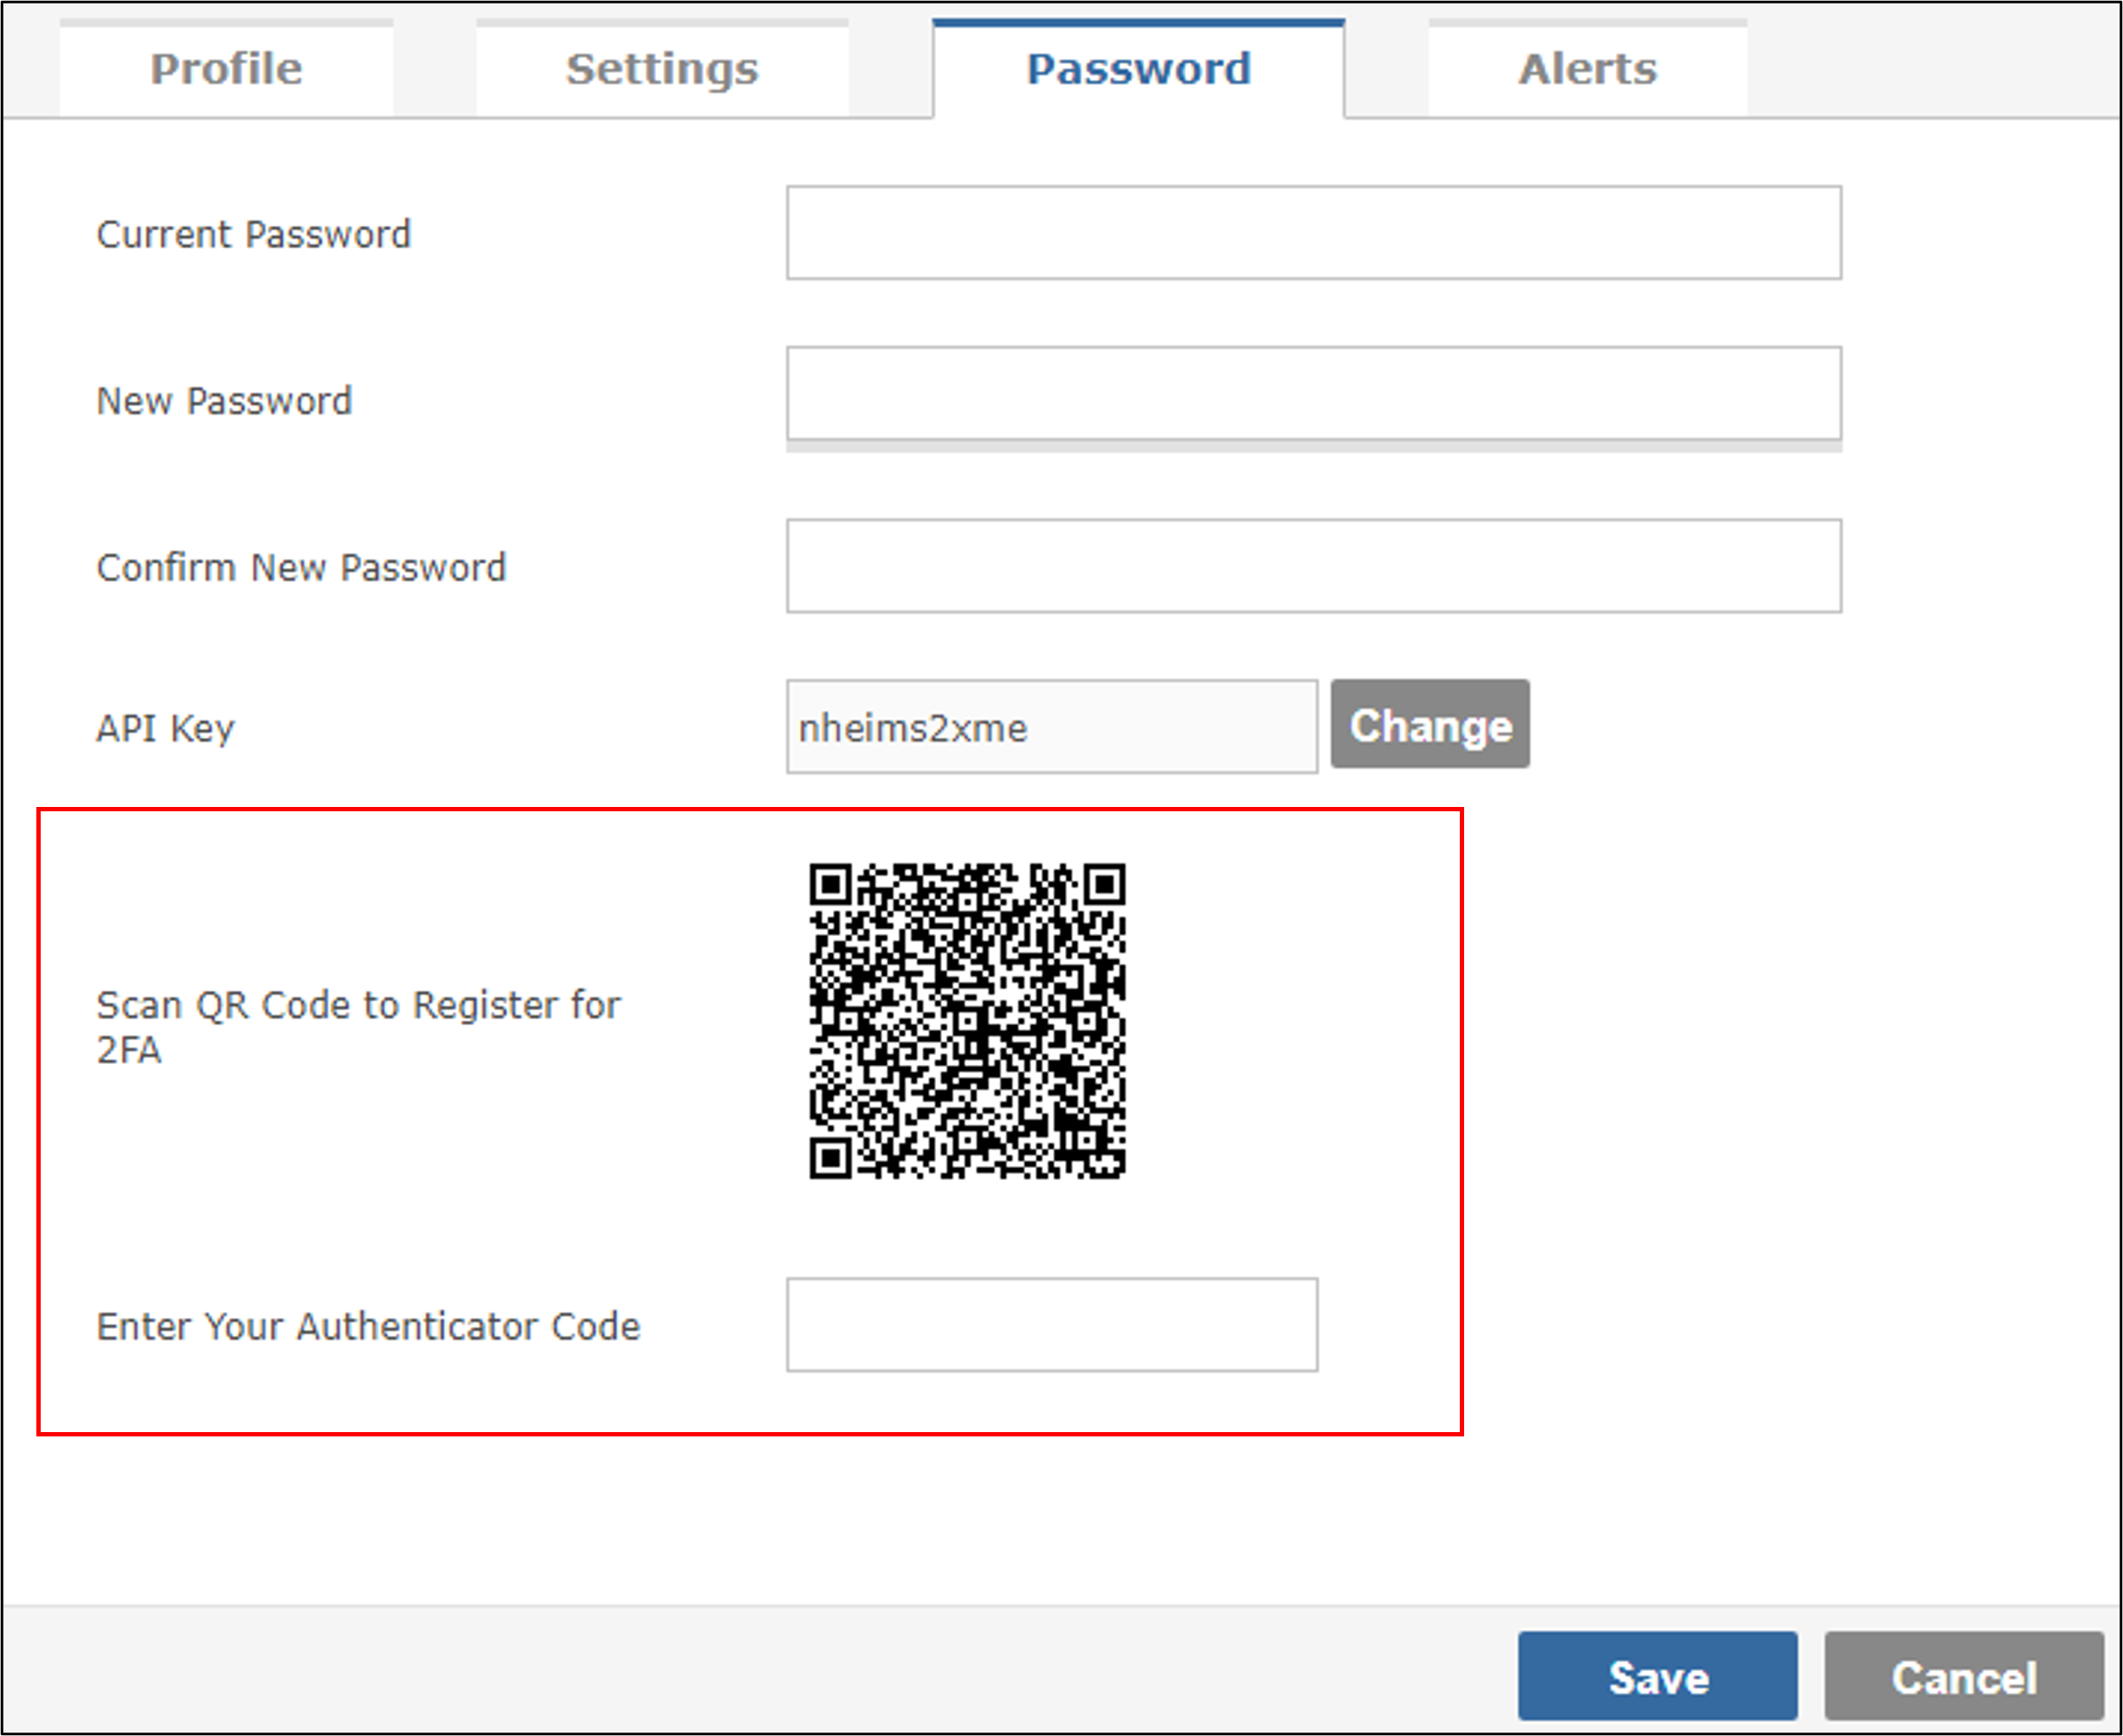 Profile Settings Password Alerts
Current Password
New Password
Confirm New Password
API Key nheims2xme Change
Scan QR Code to Register for
2FA
Enter Your Authenticator Code
Save Cancel